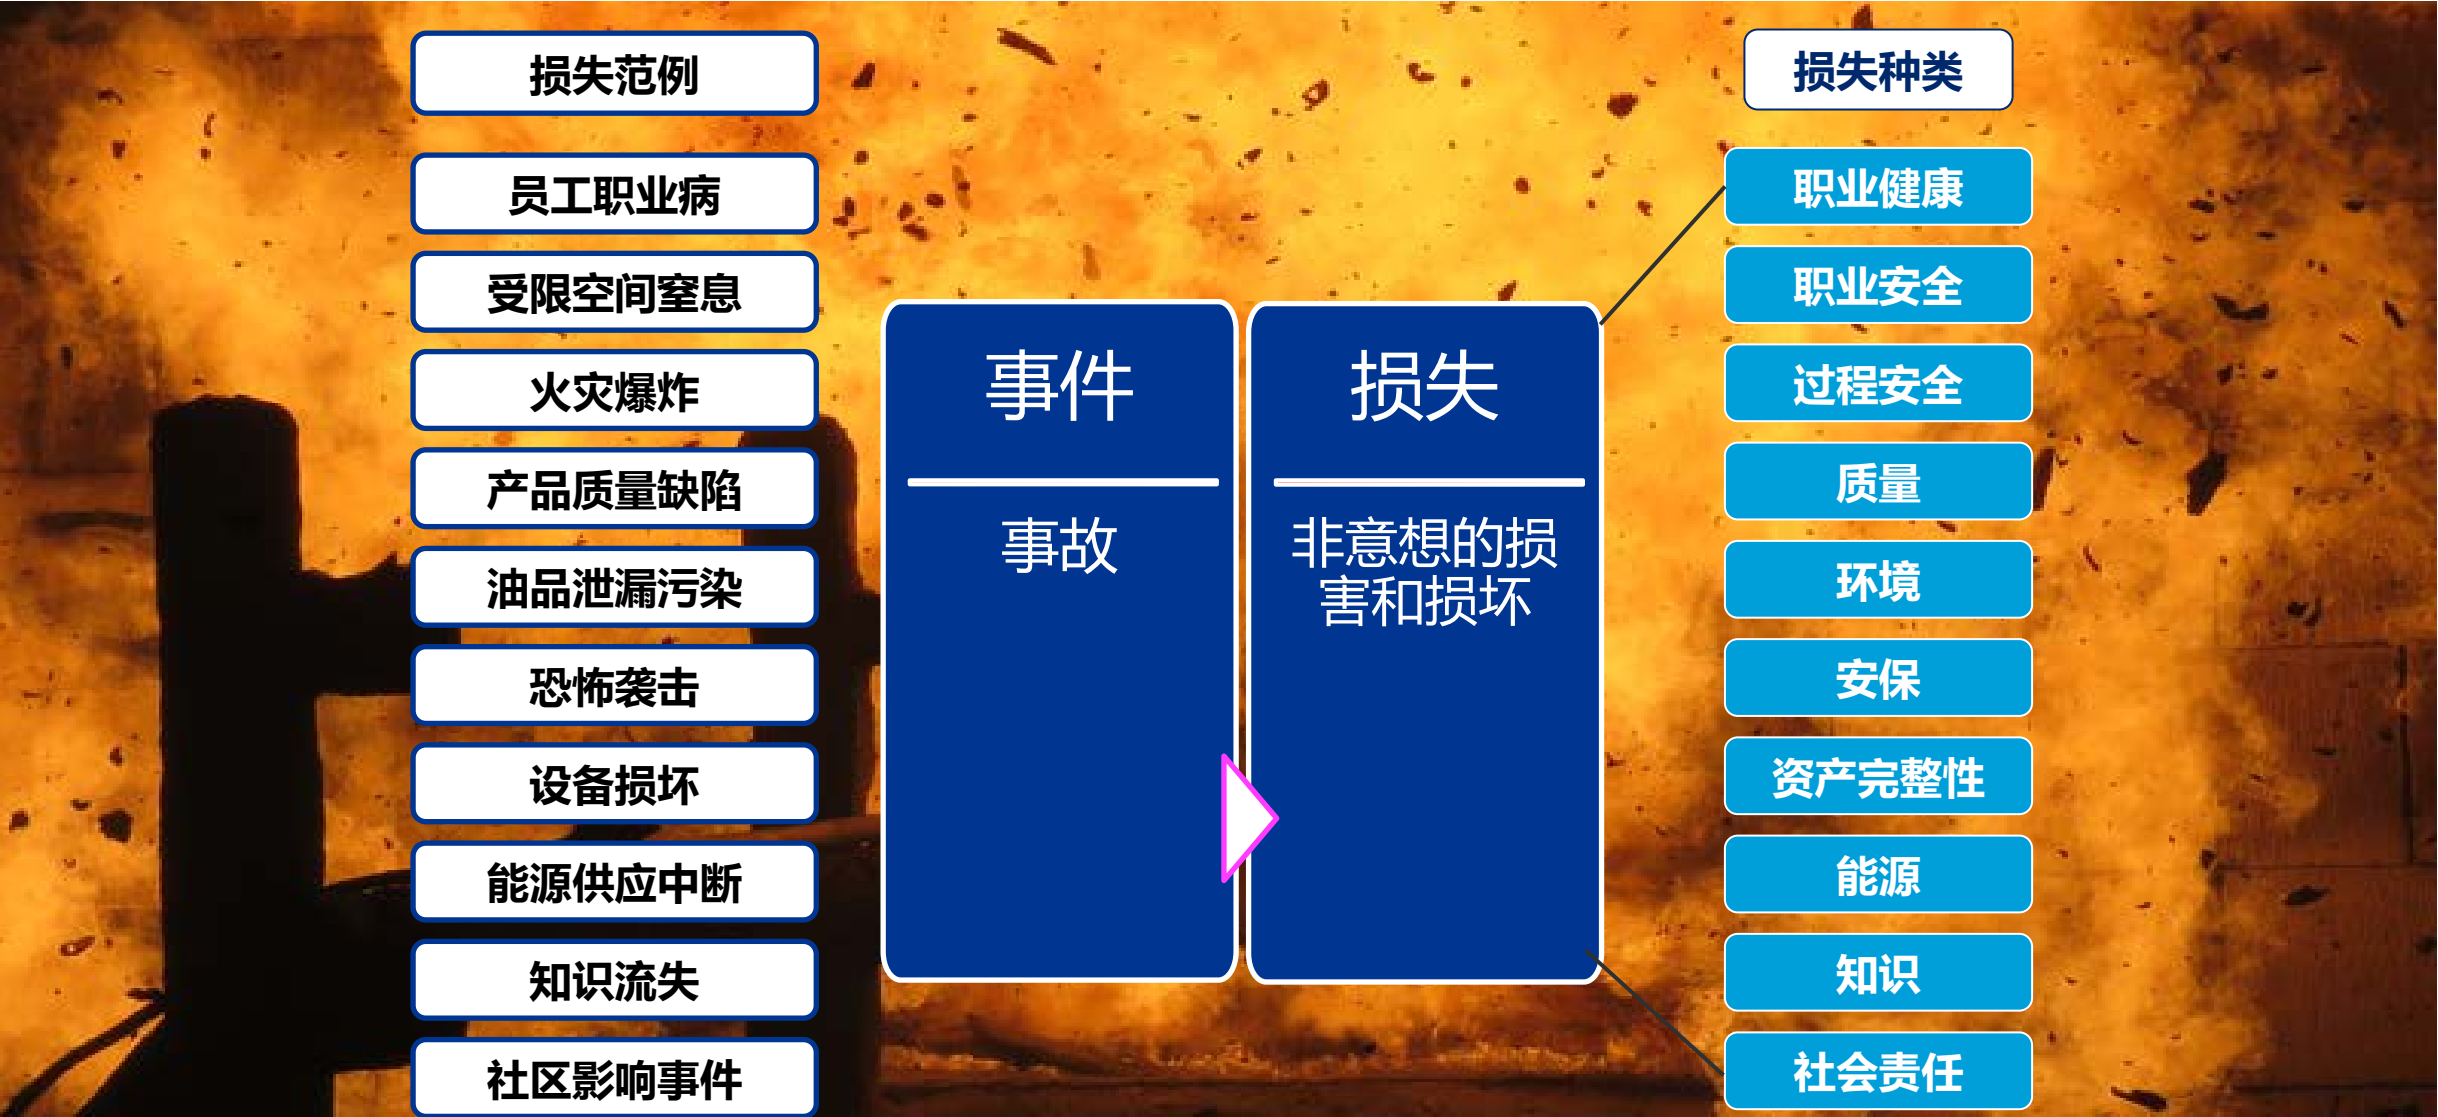 损失范例
员工职业病
受限空间窒息
火灾爆炸
产品质量缺陷
油品泄漏污染
恐怖袭击
设备损坏
能源供应中断
知识流失
社区影响事件
事件
事故
损失
非意想的损
害和损坏
损失种类
职业健康
职业安全
过程安全
质量
环境
安保
资产完整性
能源
知识
社会责任